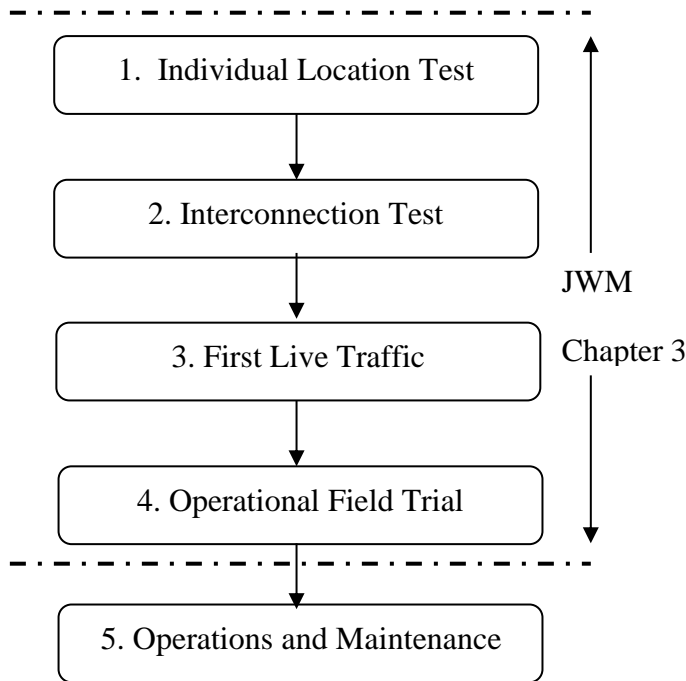 1. Individual Location Test
2. Interconnection Test
JWM
3. First Live Traffic
Chapter 3
4. Operational Field Trial
5. Operations and Maintenance